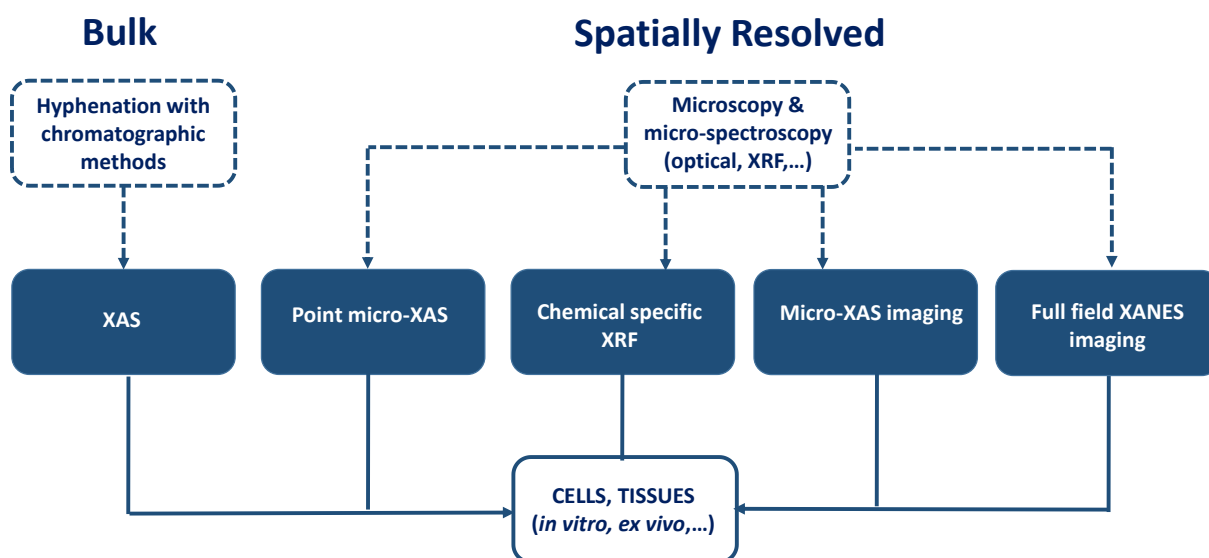 Bulk
Spatially Resolved
Hyphenation with
chromatographic
methods
Microscopy &
micro-spectroscopy
(optical, XRF,...)
XAS
Point micro-XAS
Chemical specific
XRF
Micro-XAS imaging
Full field XANES
imaging
CELLS, TISSUES
(in vitro, ex vivo,...)